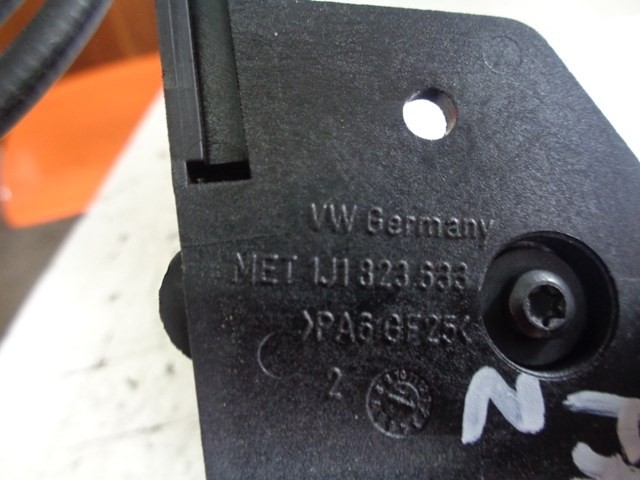 VW Germany
MET 1J1 823 633
>PA6 GF25<
2
N